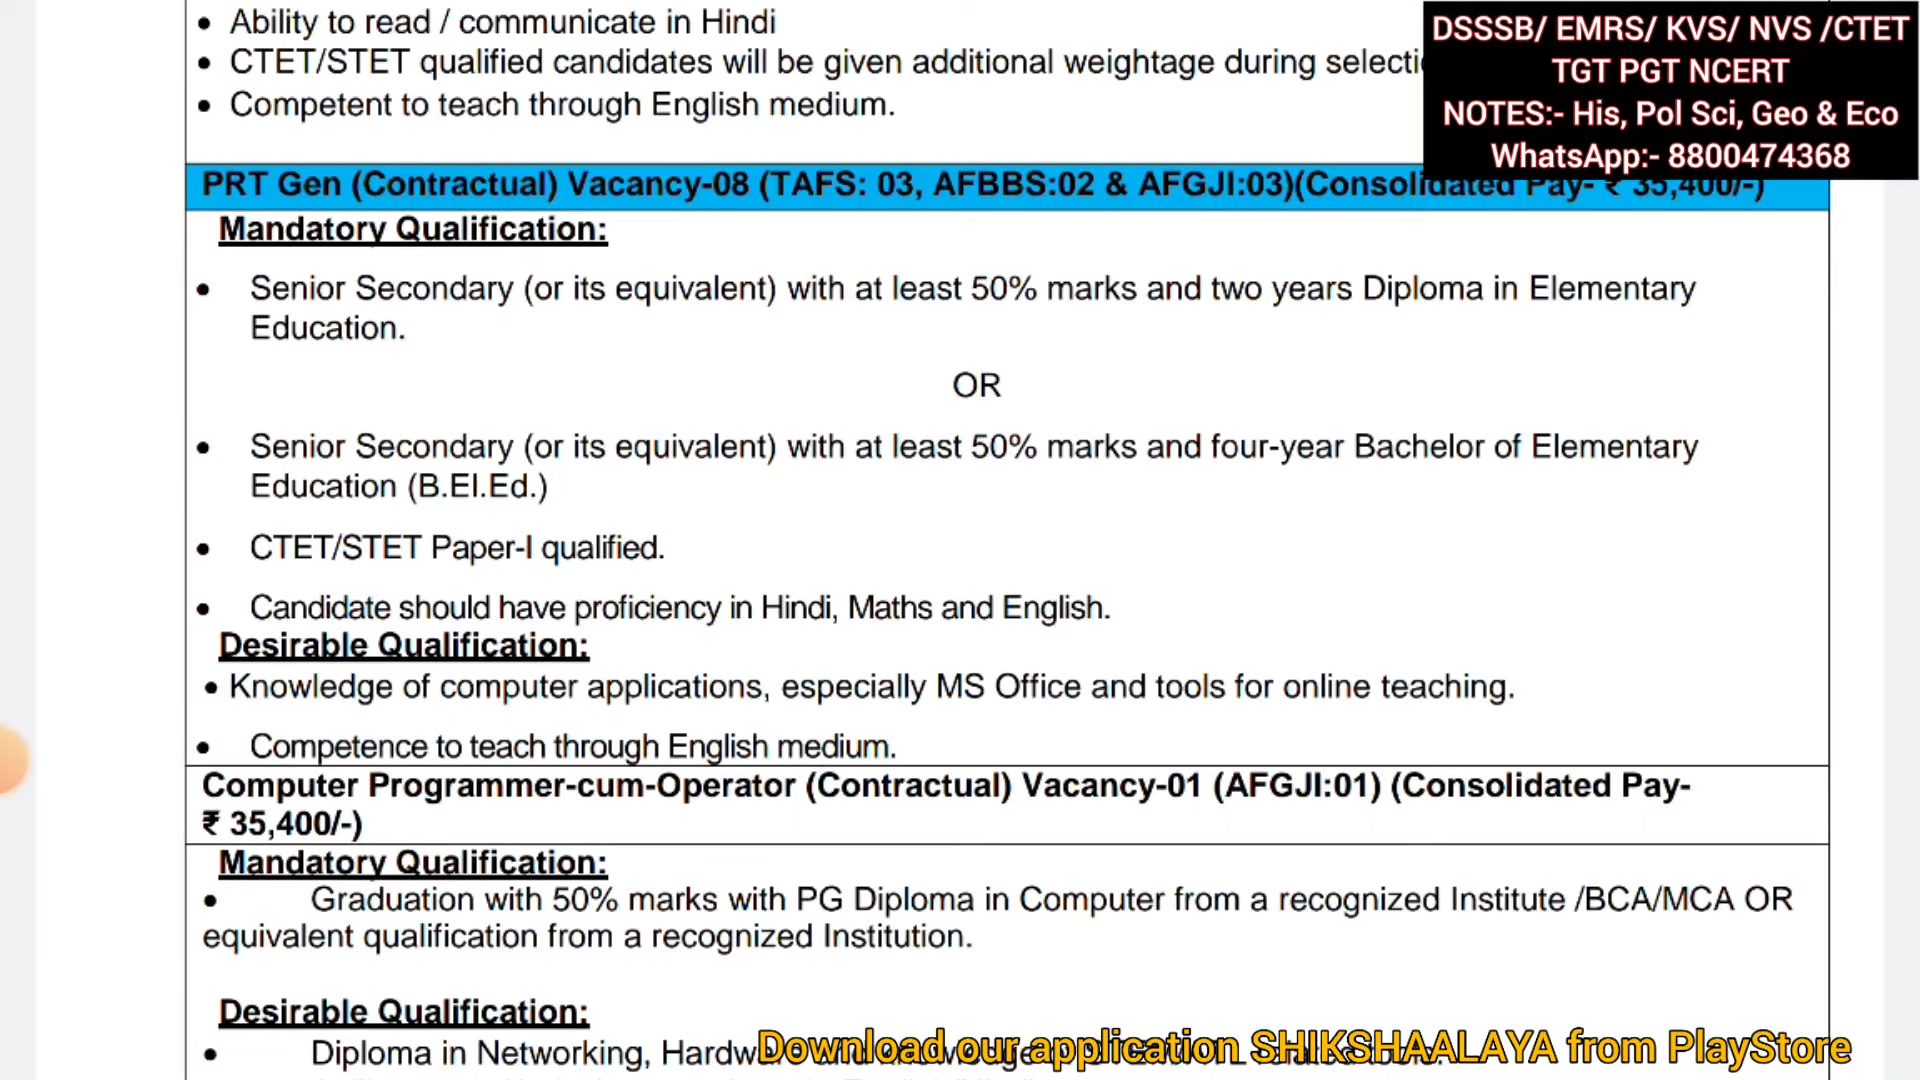 • Ability to read / communicate in Hindi
• CTET/STET qualified candidates will be given additional weightage during
• Competent to teach through English medium.
DSSSB/ EMRS/ KVS/ NVS /CTET
TGT PGT NCERT
NOTES:- His, Pol Sci, Geo & Eco
WhatsApp:- 8800474368
PRT Gen (Contractual) Vacancy-08 (TAFS: 03, AFBBS:02 & AFGJI:03)(Consolidated Pay- ₹ 35,400/-)
Mandatory Qualification:
• Senior Secondary (or its equivalent) with at least 50% marks and two years Diploma in Elementary
Education.
OR
• Senior Secondary (or its equivalent) with at least 50% marks and four-year Bachelor of Elementary
Education (B.El.Ed.)
• CTET/STET Paper-I qualified.
• Candidate should have proficiency in Hindi, Maths and English.
Desirable Qualification:
• Knowledge of computer applications, especially MS Office and tools for online teaching.
• Competence to teach through English medium.
Computer Programmer-cum-Operator (Contractual) Vacancy-01 (AFGJI:01) (Consolidated Pay-
₹ 35,400/-)
Mandatory Qualification:
• Graduation with 50% marks with PG Diploma in Computer from a recognized Institute /BCA/MCA OR
equivalent qualification from a recognized Institution.
Desirable Qualification:
• Diploma in Networking,
Download our application SHIKSHAALAYA from PlayStore